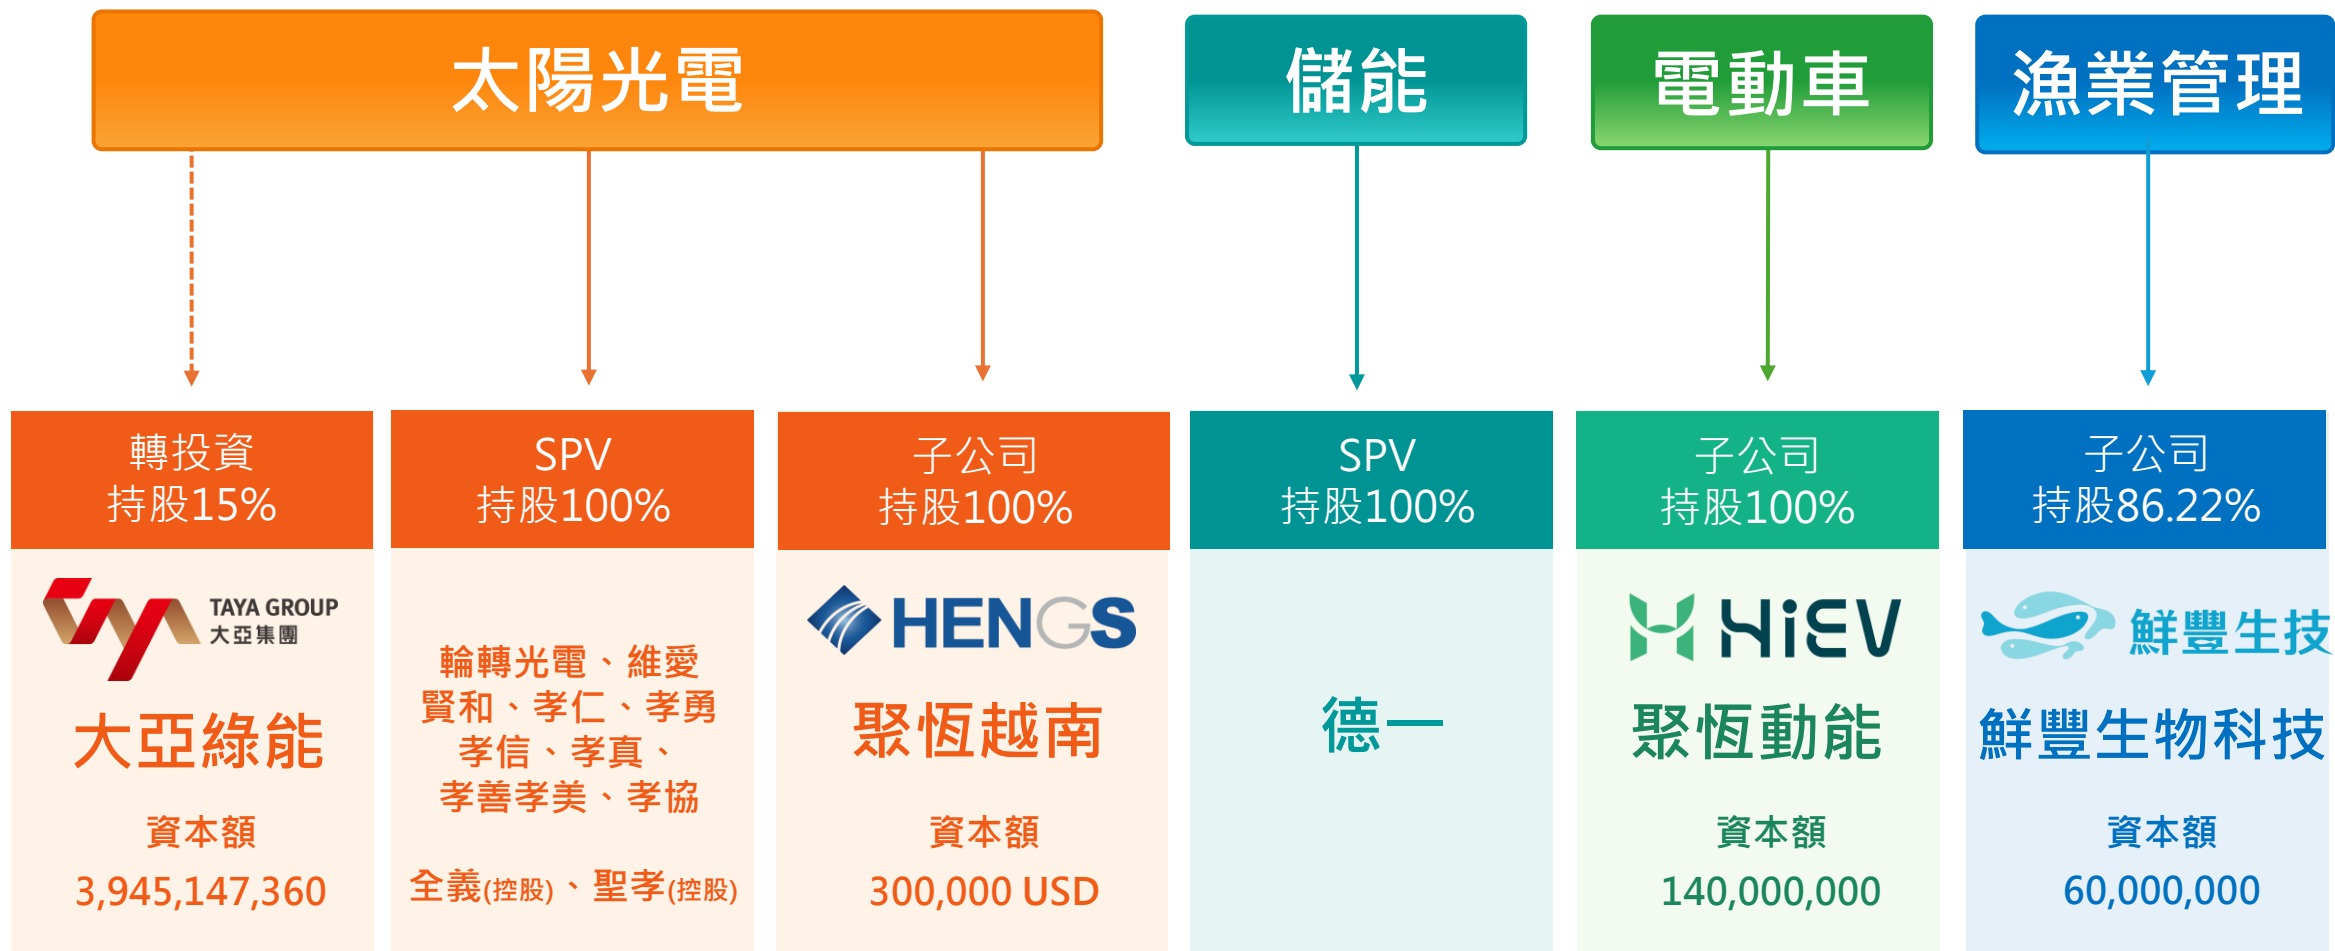 太陽光電
儲能
電動車
漁業管理
轉投資
持股15%
TAYA GROUP
大亞集團
大亞綠能
資本額
3,945,147,360
SPV
持股100%
輪轉光電、維愛
賢和、孝仁、孝勇
孝信、孝真、
孝善孝美、孝協
全義(控股)、聖孝(控股)
子公司
持股100%
HENGS
聚恆越南
資本額
300,000 USD
SPV
持股100%
德一
子公司
持股100%
HiEV
聚恆動能
資本額
140,000,000
子公司
持股86.22%
鮮豐生技
鮮豐生物科技
資本額
60,000,000